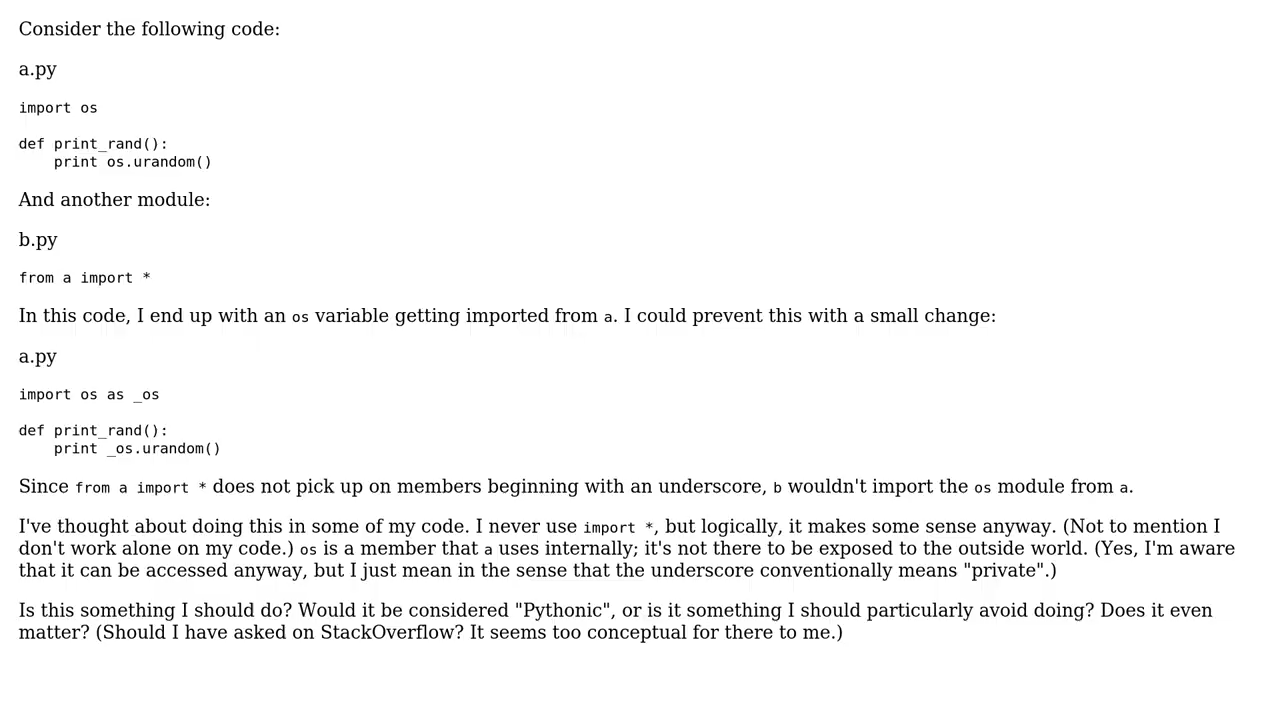 Consider the following code:
a.py
import os
def print_rand():
    print os.urandom()
And another module:
b.py
from a import *
In this code, I end up with an os variable getting imported from a. I could prevent this with a small change:
a.py
import os as _os
def print_rand():
    print _os.urandom()
Since from a import * does not pick up on members beginning with an underscore, b wouldn't import the os module from a.
I've thought about doing this in some of my code. I never use import *, but logically, it makes some sense anyway. (Not to mention I
don't work alone on my code.) os is a member that a uses internally; it's not there to be exposed to the outside world. (Yes, I'm aware
that it can be accessed anyway, but I just mean in the sense that the underscore conventionally means "private".)
Is this something I should do? Would it be considered "Pythonic", or is it something I should particularly avoid doing? Does it even
matter? (Should I have asked on StackOverflow? It seems too conceptual for there to me.)